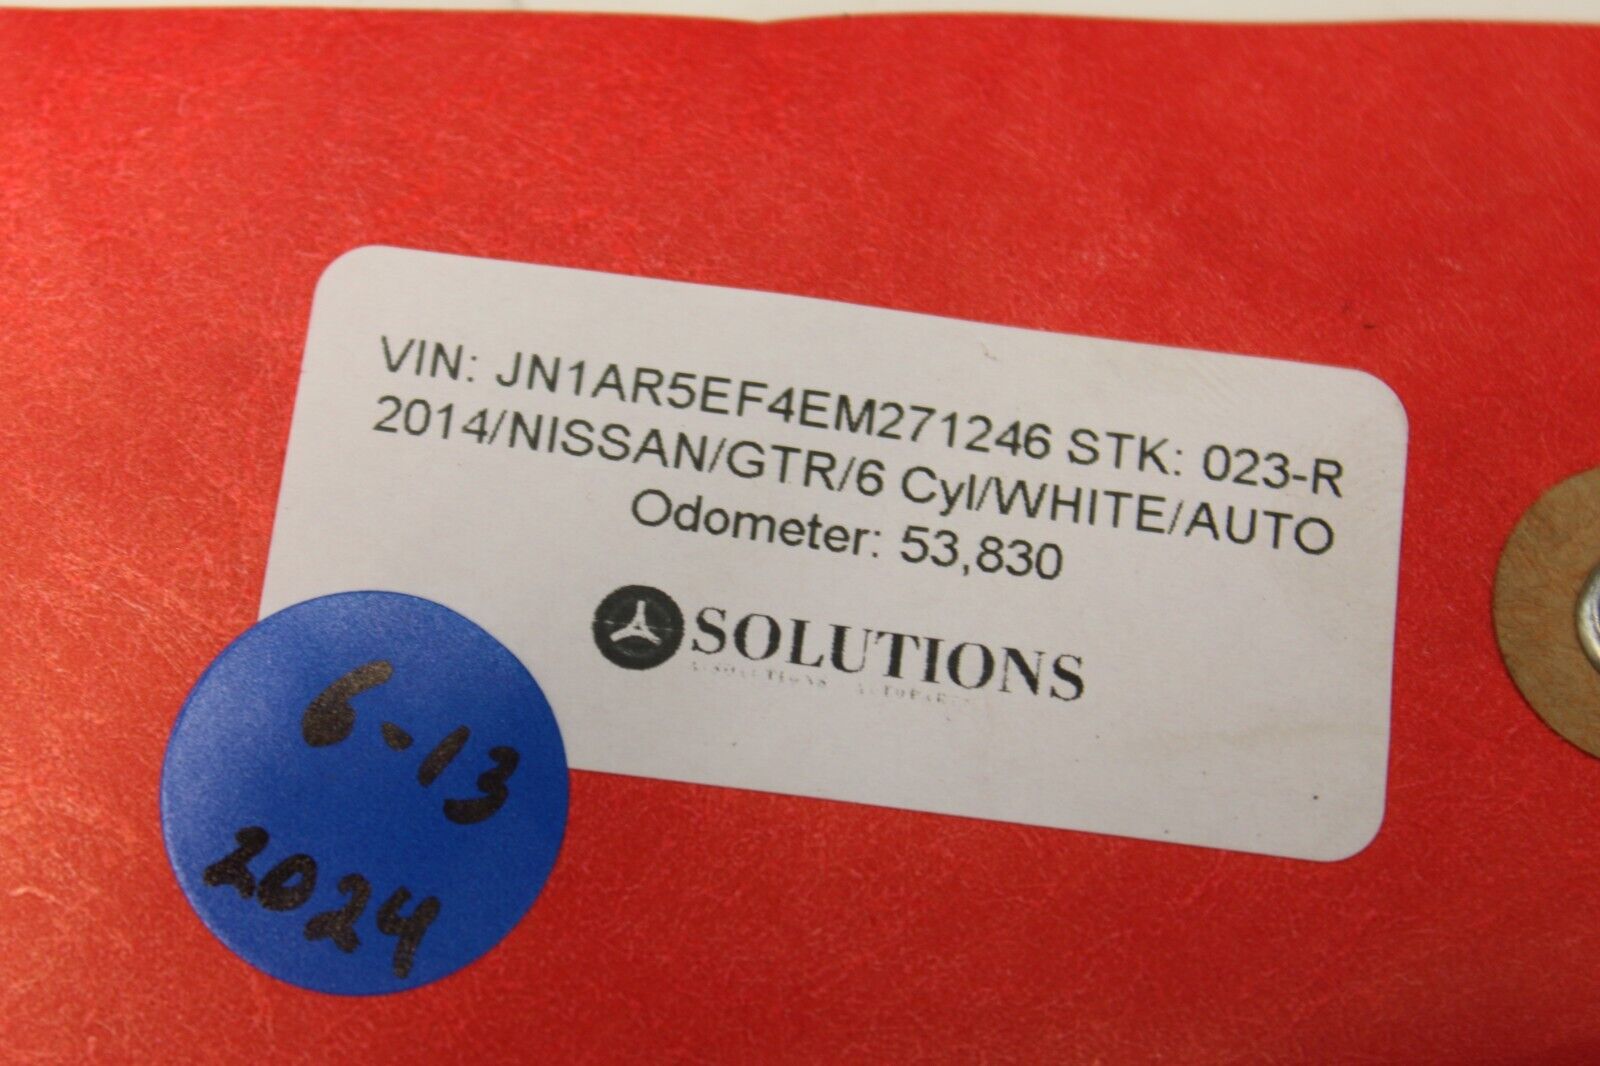 VIN: JN1AR5EF4EM271246 STK: 023-R
2014/NISSAN/GTR/6 Cyl/WHITE/AUTO
Odometer: 53,830
SOLUTIONS
6-13
2024